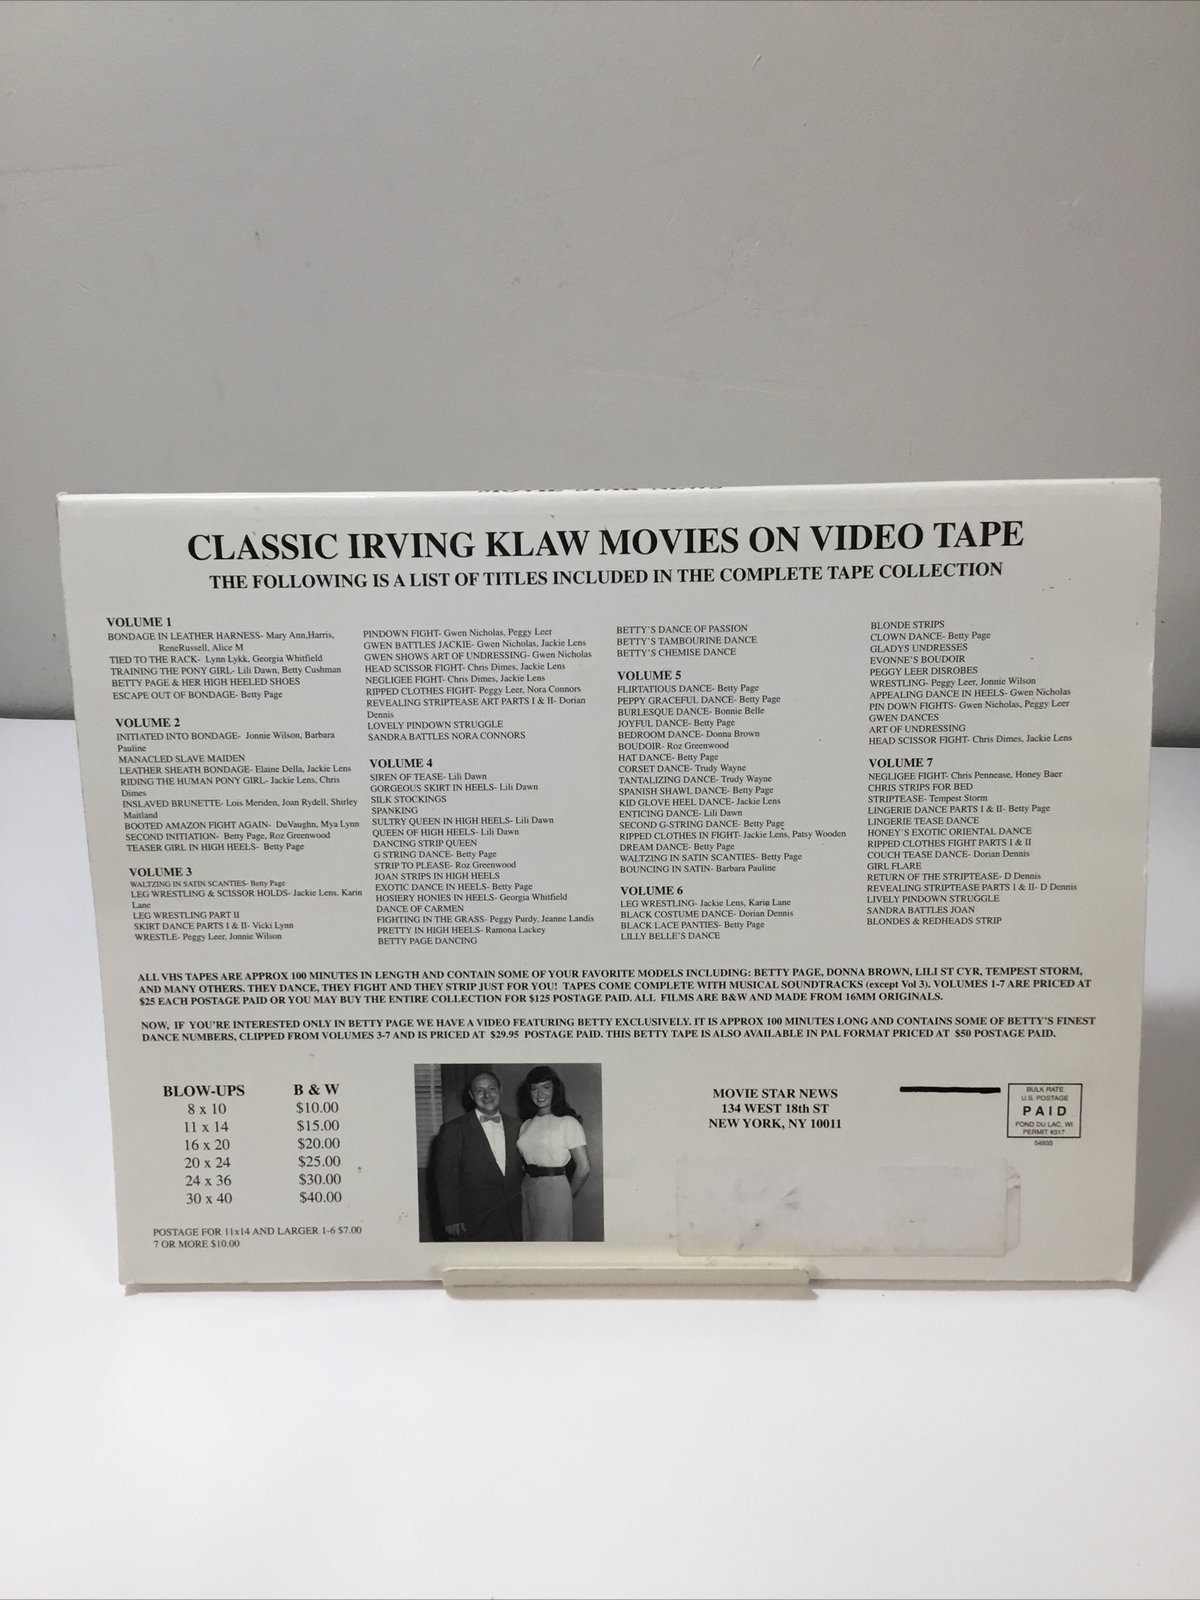 CLASSIC IRVING KLAW MOVIES ON VIDEO TAPE
THE FOLLOWING IS A LIST OF TITLES INCLUDED IN THE COMPLETE TAPE COLLECTION
VOLUME 1
BONDAGE IN LEATHER HARNESS- Mary Ann,Harris,
ReneRussell, Alice M
TIED TO THE RACK- Lynn Lykk, Georgia Whitfield
TRAINING THE PONY GIRL- Lili Dawn, Betty Cushman
BETTY PAGE & HER HIGH HEELED SHOES
ESCAPE OUT OF BONDAGE- Betty Page
VOLUME 2
INITIATED INTO BONDAGE- Jonnie Wilson, Barbara
Pauline
MANACLED SLAVE MAIDEN
LEATHER SHEATH BONDAGE- Elaine Della, Jackie Lens
RIDING THE HUMAN PONY GIRL- Jackie Lens, Chris
Dimes
INSLAVED BRUNETTE- Lois Meriden, Joan Rydell, Shirley
Maitland
BOOTED AMAZON FIGHT AGAIN- DuVaughn, Mya Lynn
SECOND INITIATION- Betty Page, Roz Greenwood
TEASER GIRL IN HIGH HEELS- Betty Page
VOLUME 3
WALTZING IN SATIN SCANTIES- Betty Page
LEG WRESTLING & SCISSOR HOLDS- Jackie Lens, Karin
Lane
LEG WRESTLING PART II
SKIRT DANCE PARTS I & II- Vicki Lynn
WRESTLE- Peggy Leer, Jonnie Wilson
PINDOWN FIGHT- Gwen Nicholas, Peggy Leer
GWEN BATTLES JACKIE- Gwen Nicholas, Jackie Lens
GWEN SHOWS ART OF UNDRESSING- Gwen Nicholas
HEAD SCISSOR FIGHT- Chris Dimes, Jackie Lens
NEGLIGEE FIGHT- Chris Dimes, Jackie Lens
RIPPED CLOTHES FIGHT- Peggy Leer, Nora Connors
REVEALING STRIPTEASE ART PARTS I & II- Dorian
Dennis
LOVELY PINDOWN STRUGGLE
SANDRA BATTLES NORA CONNORS
VOLUME 4
SIREN OF TEASE- Lili Dawn
GORGEOUS SKIRT IN HEELS- Lili Dawn
SILK STOCKINGS
SPANKING
SULTRY QUEEN IN HIGH HEELS- Lili Dawn
QUEEN OF HIGH HEELS- Lili Dawn
DANCING STRIP QUEEN
G STRING DANCE- Betty Page
STRIP TO PLEASE- Roz Greenwood
JOAN STRIPS IN HIGH HEELS
EXOTIC DANCE IN HEELS- Betty Page
HOSIERY HONIES IN HEELS- Georgia Whitfield
DANCE OF CARMEN
FIGHTING IN THE GRASS- Peggy Purdy, Jeanne Landis
PRETTY IN HIGH HEELS- Ramona Lackey
BETTY PAGE DANCING
BETTY'S DANCE OF PASSION
BETTY'S TAMBOURINE DANCE
BETTY'S CHEMISE DANCE
VOLUME 5
FLIRTATIOUS DANCE- Betty Page
PEPPY GRACEFUL DANCE- Betty Page
BURLESQUE DANCE- Bonnie Belle
JOYFUL DANCE- Betty Page
BEDROOM DANCE- Donna Brown
BOUDOIR- Roz Greenwood
HAT DANCE- Betty Page
CORSET DANCE- Trudy Wayne
TANTALIZING DANCE- Trudy Wayne
SPANISH SHAWL DANCE- Betty Page
KID GLOVE HEEL DANCE- Jackie Lens
ENTICING DANCE- Lili Dawn
SECOND G-STRING DANCE- Betty Page
RIPPED CLOTHES IN FIGHT- Jackie Lens, Patsy Wooden
DREAM DANCE- Betty Page
WALTZING IN SATIN SCANTIES- Betty Page
BOUNCING IN SATIN- Barbara Pauline
VOLUME 6
LEG WRESTLING- Jackie Lens, Karin Lane
BLACK COSTUME DANCE- Dorian Dennis
BLACK LACE PANTIES- Betty Page
LILLY BELLE'S DANCE
BLONDE STRIPS
CLOWN DANCE- Betty Page
GLADYS UNDRESSES
EVONNE'S BOUDOIR
PEGGY LEER DISROBES
WRESTLING- Peggy Leer, Jonnie Wilson
APPEALING DANCE IN HEELS- Gwen Nicholas
PIN DOWN FIGHTS- Gwen Nicholas, Peggy Leer
GWEN DANCES
ART OF UNDRESSING
HEAD SCISSOR FIGHT- Chris Dimes, Jackie Lens
VOLUME 7
NEGLIGEE FIGHT- Chris Pennease, Honey Baer
CHRIS STRIPS FOR BED
STRIPTEASE- Tempest Storm
LINGERIE DANCE PARTS I & II- Betty Page
LINGERIE TEASE DANCE
HONEY'S EXOTIC ORIENTAL DANCE
RIPPED CLOTHES FIGHT PARTS I & II
COUCH TEASE DANCE- Dorian Dennis
GIRL FLARE
RETURN OF THE STRIPTEASE- D Dennis
REVEALING STRIPTEASE PARTS I & II- D Dennis
LIVELY PINDOWN STRUGGLE
SANDRA BATTLES JOAN
BLONDES & REDHEADS STRIP
ALL VHS TAPES ARE APPROX 100 MINUTES IN LENGTH AND CONTAIN SOME OF YOUR FAVORITE MODELS INCLUDING: BETTY PAGE, DONNA BROWN, LILI ST CYR, TEMPEST STORM,
AND MANY OTHERS. THEY DANCE, THEY FIGHT AND THEY STRIP JUST FOR YOU! TAPES COME COMPLETE WITH MUSICAL SOUNDTRACKS (except Vol 3). VOLUMES 1-7 ARE PRICED AT
$25 EACH POSTAGE PAID OR YOU MAY BUY THE ENTIRE COLLECTION FOR $125 POSTAGE PAID. ALL FILMS ARE B&W AND MADE FROM 16MM ORIGINALS.
NOW, IF YOU'RE INTERESTED ONLY IN BETTY PAGE WE HAVE A VIDEO FEATURING BETTY EXCLUSIVELY. IT IS APPROX 100 MINUTES LONG AND CONTAINS SOME OF BETTY'S FINEST
DANCE NUMBERS, CLIPPED FROM VOLUMES 3-7 AND IS PRICED AT $29.95 POSTAGE PAID. THIS BETTY TAPE IS ALSO AVAILABLE IN PAL FORMAT PRICED AT $50 POSTAGE PAID.
BLOW-UPS B & W
8 x 10 $10.00
11 x 14 $15.00
16 x 20 $20.00
20 x 24 $25.00
24 x 36 $30.00
30 x 40 $40.00
POSTAGE FOR 11x14 AND LARGER 1-6 $7.00
7 OR MORE $10.00
MOVIE STAR NEWS
134 WEST 18th ST
NEW YORK, NY 10011
BULK RATE
U.S. POSTAGE
PAID
FOND DU LAC, WI
PERMIT #317
54935